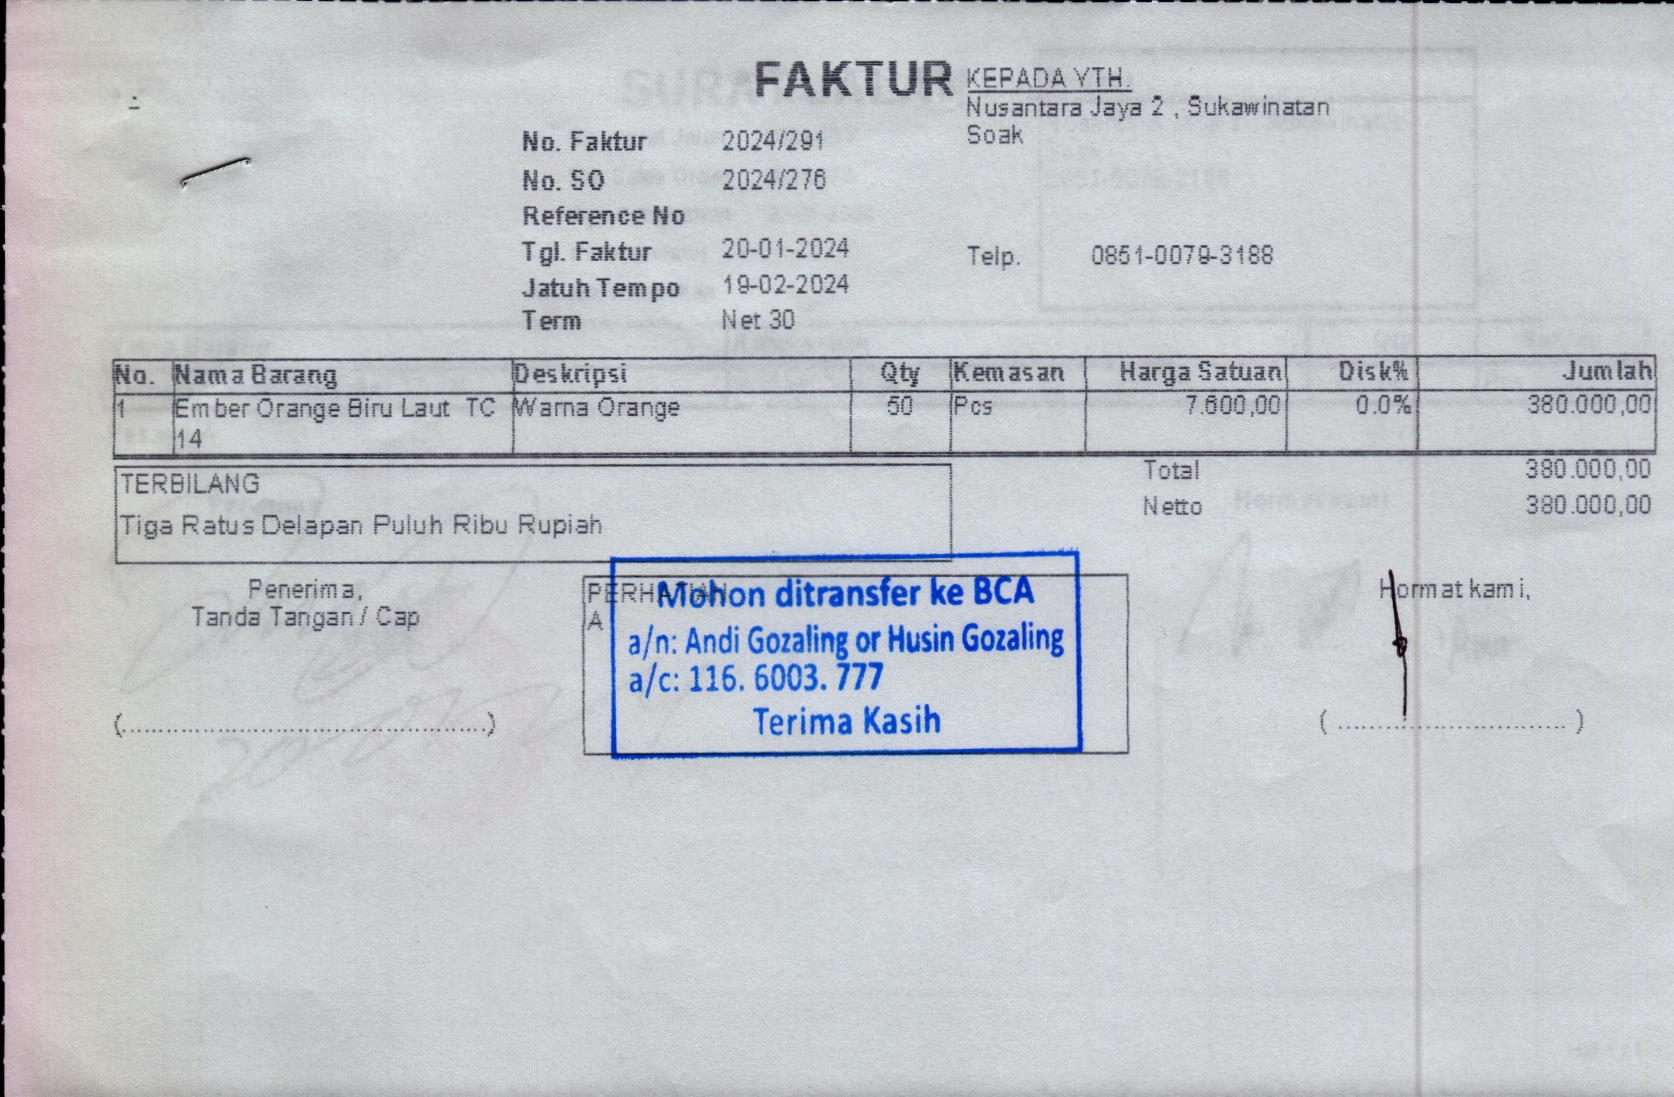 FAKTUR
KEPADA YTH.
Nusantara Jaya 2 , Sukawinatan
Soak
No. Faktur 2024/291
No. SO 2024/276
Reference No
Tgl. Faktur 20-01-2024
Telp. 0851-0079-3188
Jatuh Tempo 19-02-2024
Term Net 30
No. Nama Barang Deskripsi Qty Kemasan Harga Satuan Disk% Jumlah
1 Ember Orange Biru Laut TC Warna Orange 50 Pcs 7.600,00 0.0% 380.000,00
14
TERBILANG
Total 380.000,00
Tiga Ratus Delapan Puluh Ribu Rupiah
Netto 380.000,00
Penerima,
Tanda Tangan / Cap
(..............................................)
PERHATIAN
A
Mohon ditransfer ke BCA
a/n: Andi Gozaling or Husin Gozaling
a/c: 116. 6003. 777
Terima Kasih
Hormat kami,
( ............................. )